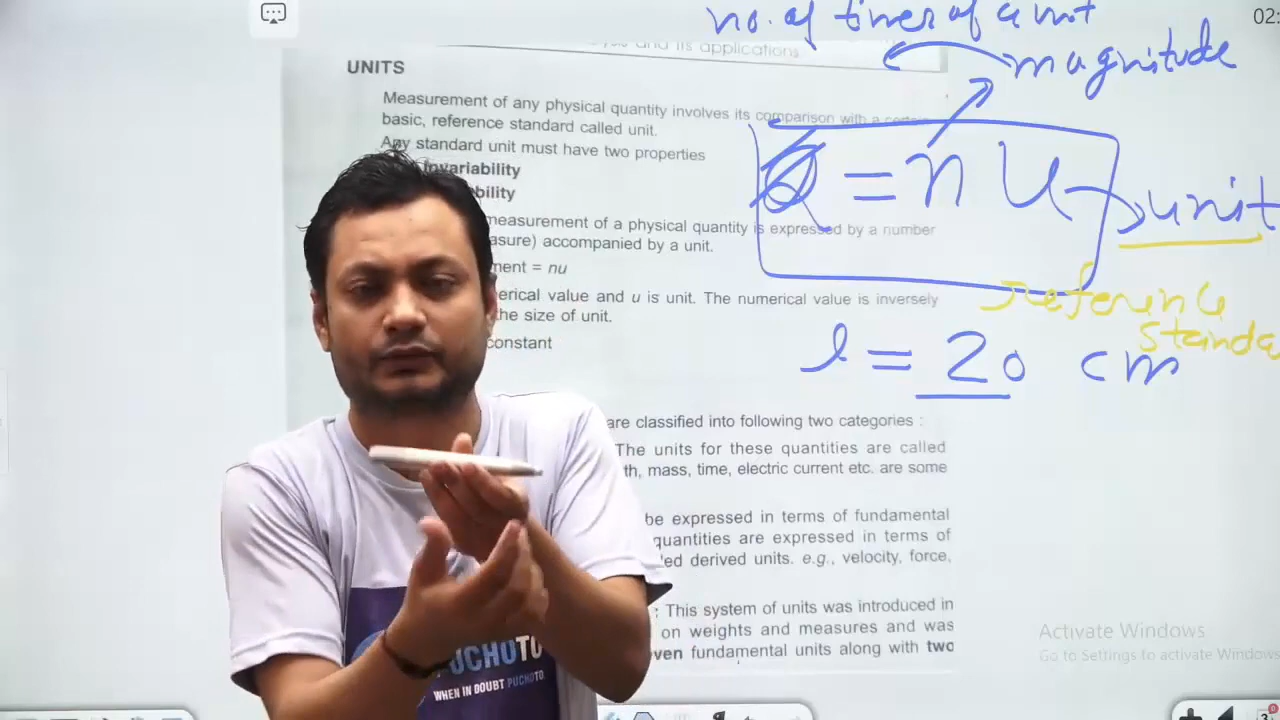 no. of times of a unit
02:
ysis and its applications
magnitude
UNITS
Measurement of any physical quantity involves its comparison with a certain
basic, reference standard called unit.
Any standard unit must have two properties
Invariability
bility
Q = n u
unit
measurement of a physical quantity is expressed by a number
asure) accompanied by a unit.
ment = nu
erical value and u is unit. The numerical value is inversely
the size of unit.
Reference
Standa
constant
l = 20 cm
are classified into following two categories :
The units for these quantities are called
th, mass, time, electric current etc. are some
be expressed in terms of fundamental
quantities are expressed in terms of
led derived units. e.g., velocity, force,
: This system of units was introduced in
on weights and measures and was
ven fundamental units along with two
Activate Windows
Go to Settings to activate Windows
PUCHOTO
WHEN IN DOUBT PUCHOTO.